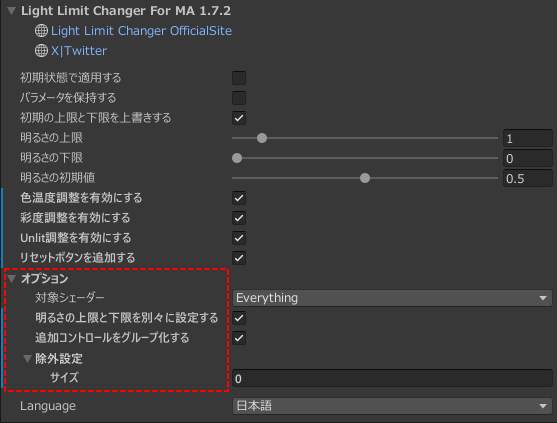 Light Limit Changer For MA 1.7.2
Light Limit Changer OfficialSite
X|Twitter
初期状態で適用する
パラメータを保持する
初期の上限と下限を上書きする
明るさの上限 1
明るさの下限 0
明るさの初期値 0.5
色温度調整を有効にする
彩度調整を有効にする
Unlit調整を有効にする
リセットボタンを追加する
オプション
対象シェーダー Everything
明るさの上限と下限を別々に設定する
追加コントロールをグループ化する
除外設定
サイズ 0
Language 日本語